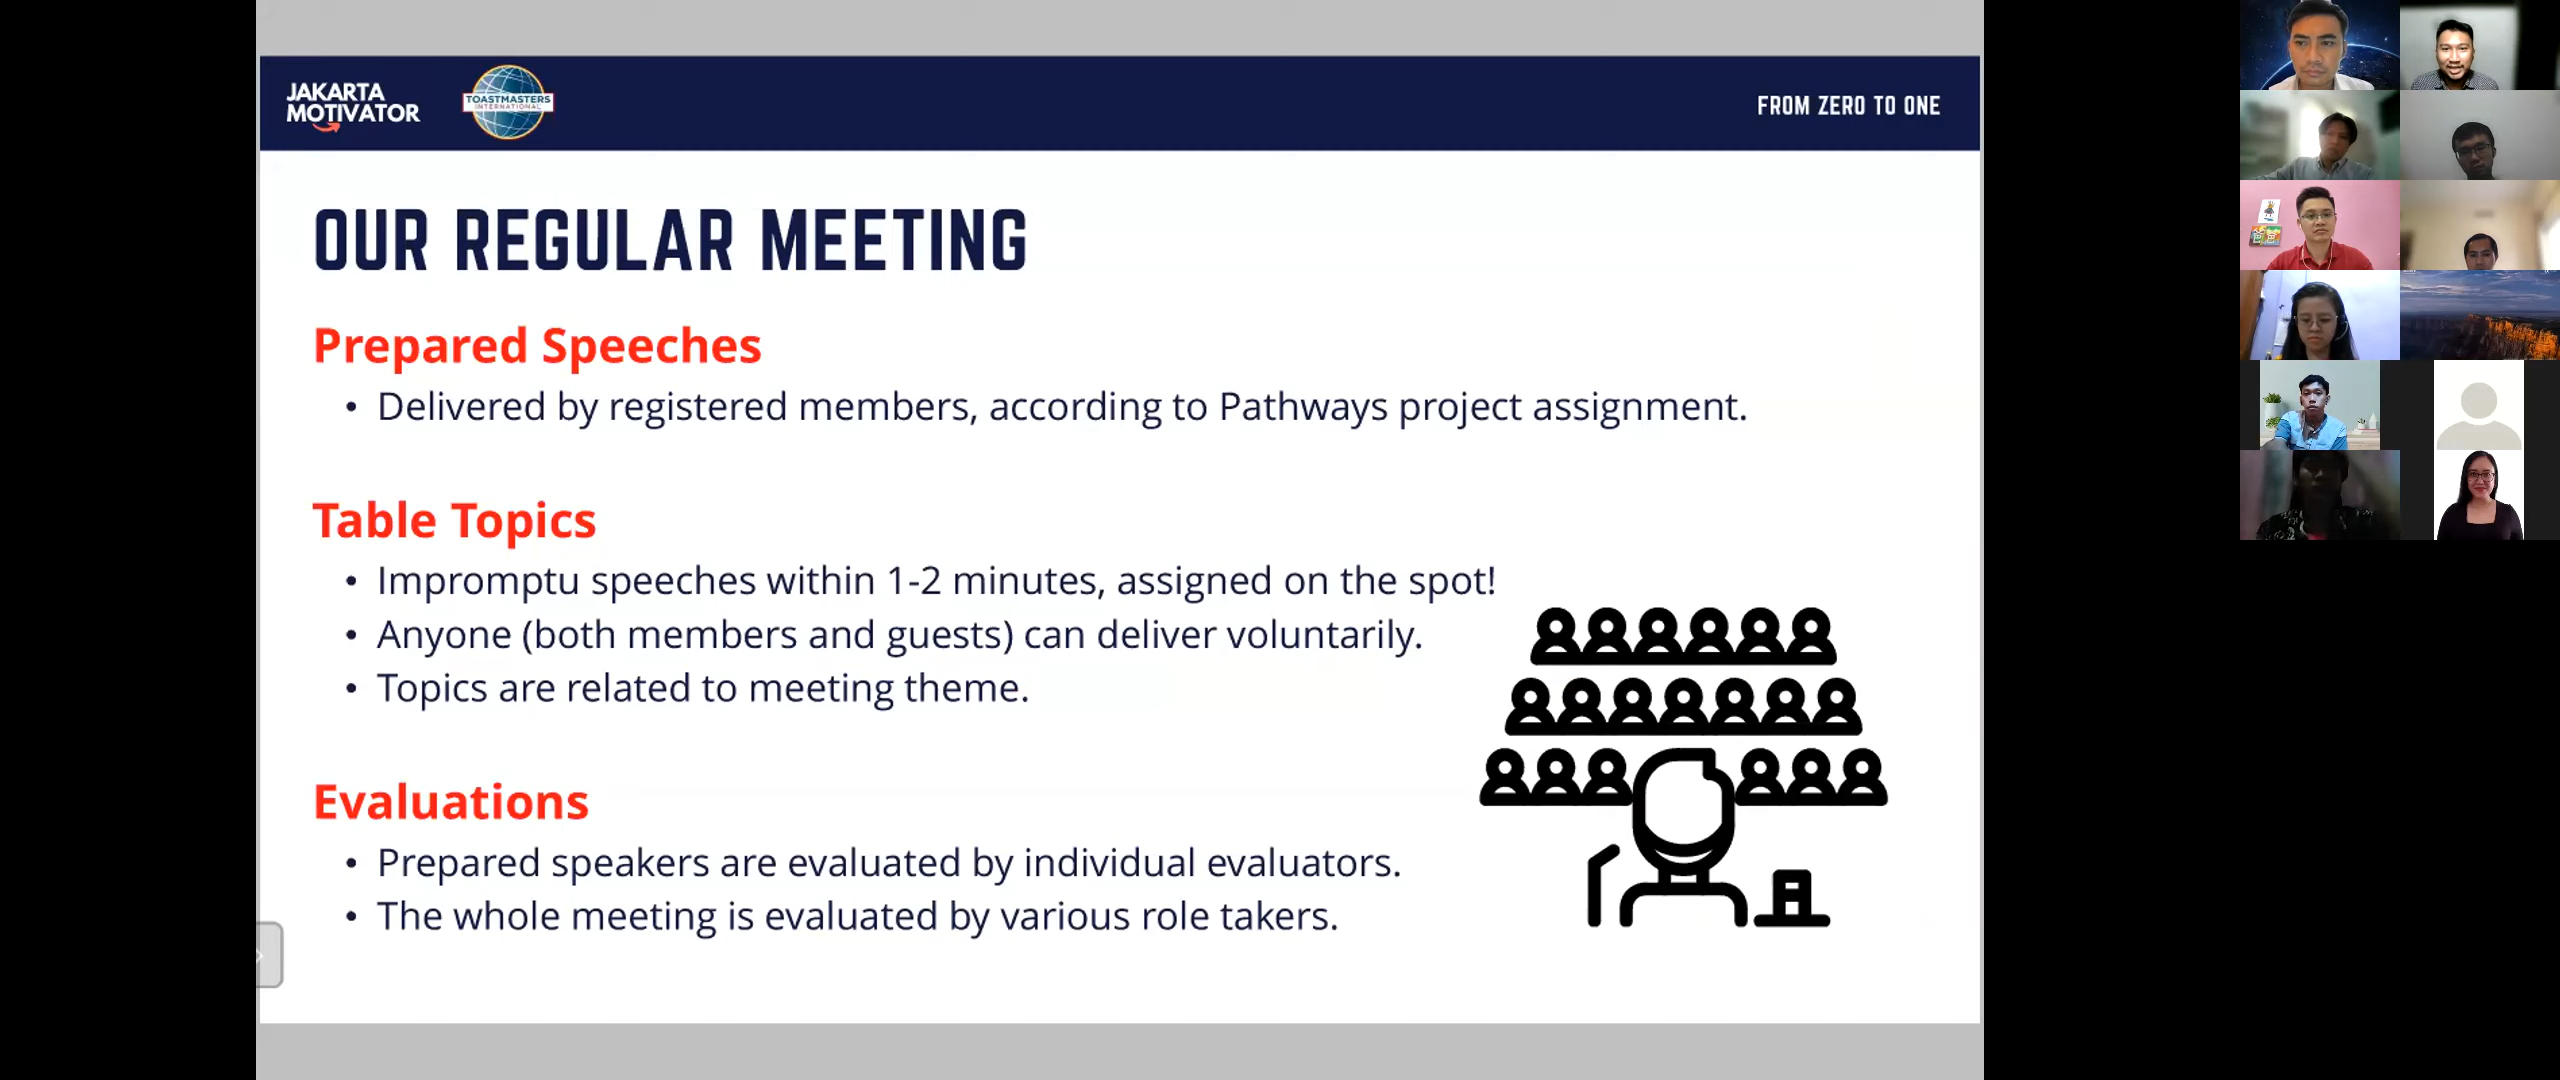 JAKARTA
MOTIVATOR
TOASTMASTERS
INTERNATIONAL
FROM ZERO TO ONE
OUR REGULAR MEETING
Prepared Speeches
• Delivered by registered members, according to Pathways project assignment.
Table Topics
• Impromptu speeches within 1-2 minutes, assigned on the spot!
• Anyone (both members and guests) can deliver voluntarily.
• Topics are related to meeting theme.
Evaluations
• Prepared speakers are evaluated by individual evaluators.
• The whole meeting is evaluated by various role takers.